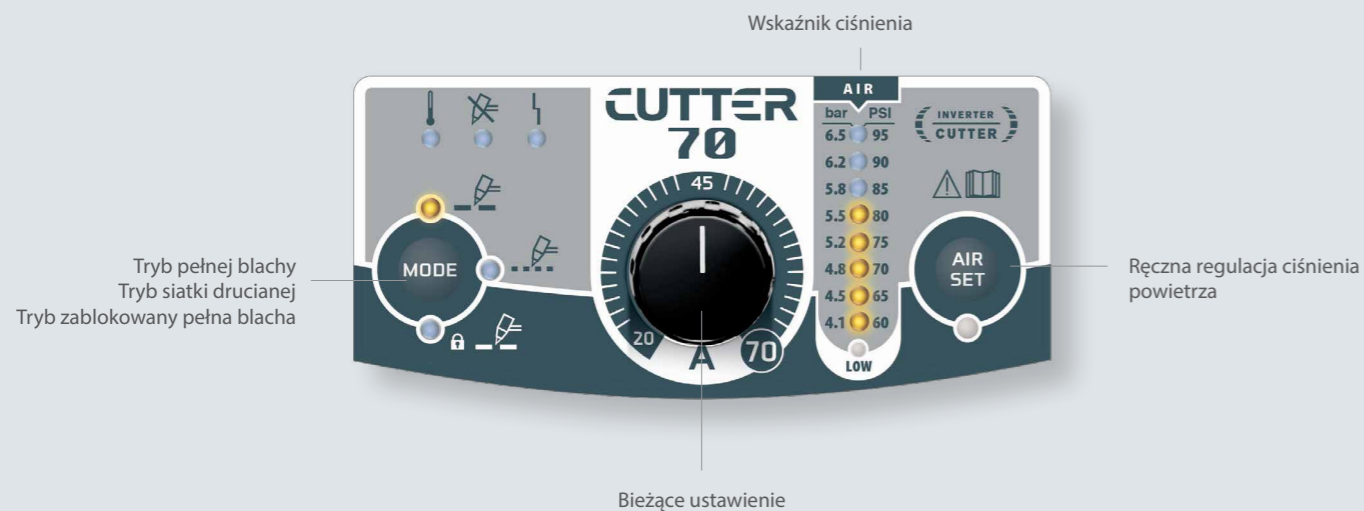 Wskaźnik ciśnienia
AIR
bar PSI
6.5 95
6.2 90
5.8 85
5.5 80
5.2 75
4.8 70
4.5 65
4.1 60
LOW
CUTTER
70
45
20
A
70
INVERTER
CUTTER
MODE
AIR
SET
Tryb pełnej blachy
Tryb siatki drucianej
Tryb zablokowany pełna blacha
Ręczna regulacja ciśnienia
powietrza
Bieżące ustawienie